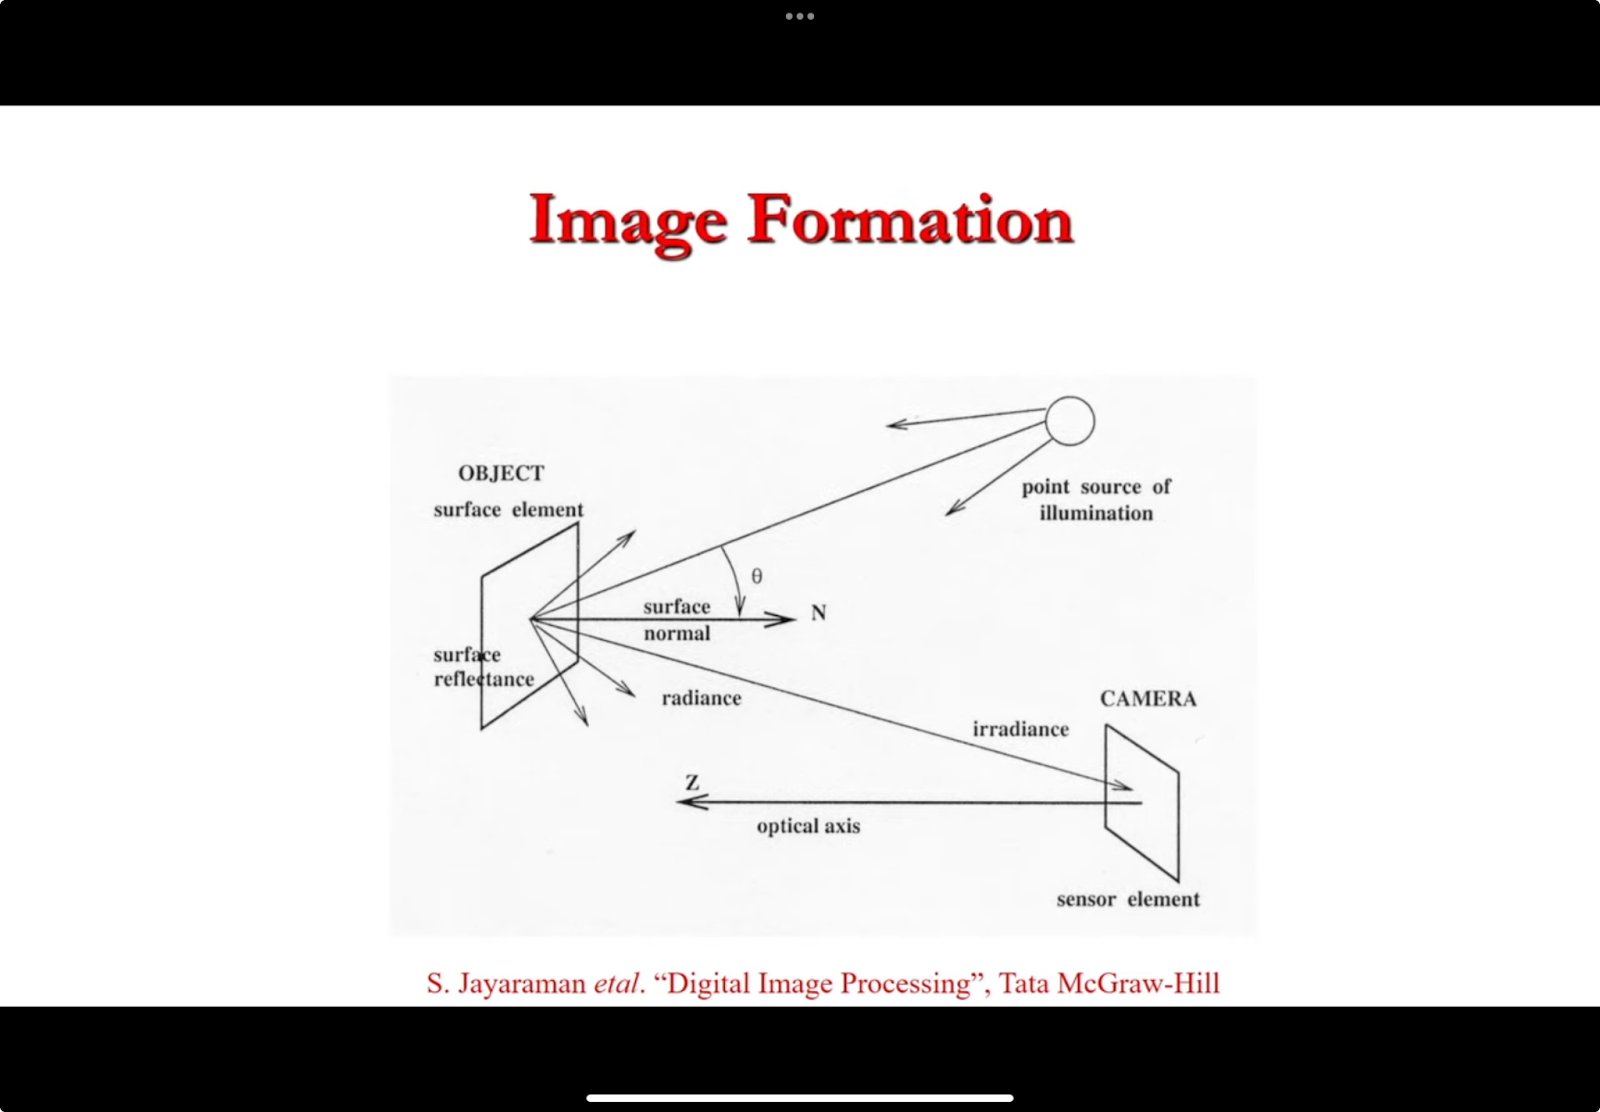 Image Formation
OBJECT
surface element
point source of
illumination
θ
surface
normal
N
surface
reflectance
radiance
CAMERA
irradiance
Z
optical axis
sensor element
S. Jayaraman etal. “Digital Image Processing”, Tata McGraw-Hill